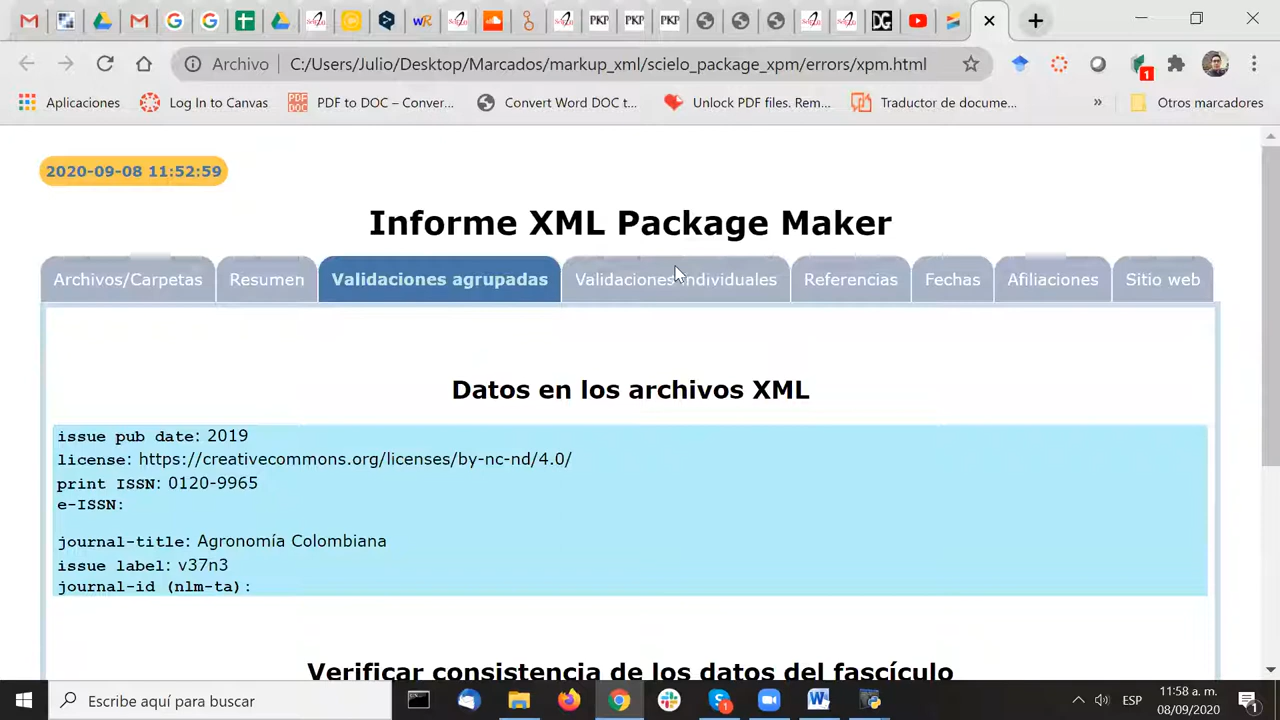 Archivo
C:/Users/Julio/Desktop/Marcados/markup_xml/scielo_package_xpm/errors/xpm.html
1
Aplicaciones
Log In to Canvas
PDF to DOC – Conver...
Convert Word DOC t...
Unlock PDF files. Rem...
Traductor de docume...
»
Otros marcadores
2020-09-08 11:52:59
Informe XML Package Maker
Archivos/Carpetas
Resumen
Validaciones agrupadas
Validaciones individuales
Referencias
Fechas
Afiliaciones
Sitio web
Datos en los archivos XML
issue pub date: 2019
license: https://creativecommons.org/licenses/by-nc-nd/4.0/
print ISSN: 0120-9965
e-ISSN:
journal-title: Agronomía Colombiana
issue label: v37n3
journal-id (nlm-ta):
Verificar consistencia de los datos del fascículo
Escribe aquí para buscar
ESP
11:58 a. m.
08/09/2020